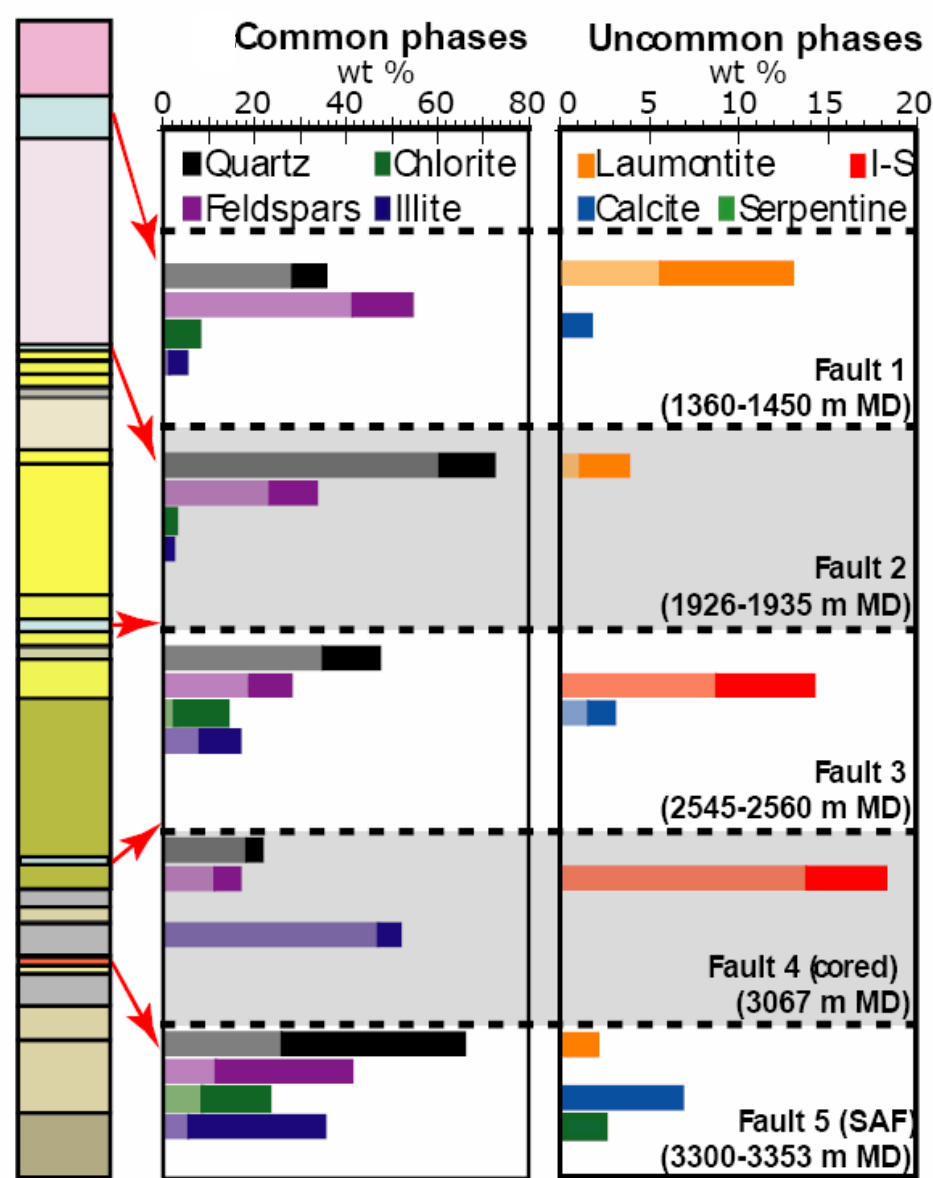 Common phases
wt %
0 20 40 60 80
Uncommon phases
wt %
0 5 10 15 20
Quartz Chlorite
Feldspars Illite
Laumontite I-S
Calcite Serpentine
Fault 1
(1360-1450 m MD)
Fault 2
(1926-1935 m MD)
Fault 3
(2545-2560 m MD)
Fault 4 (cored)
(3067 m MD)
Fault 5 (SAF)
(3300-3353 m MD)